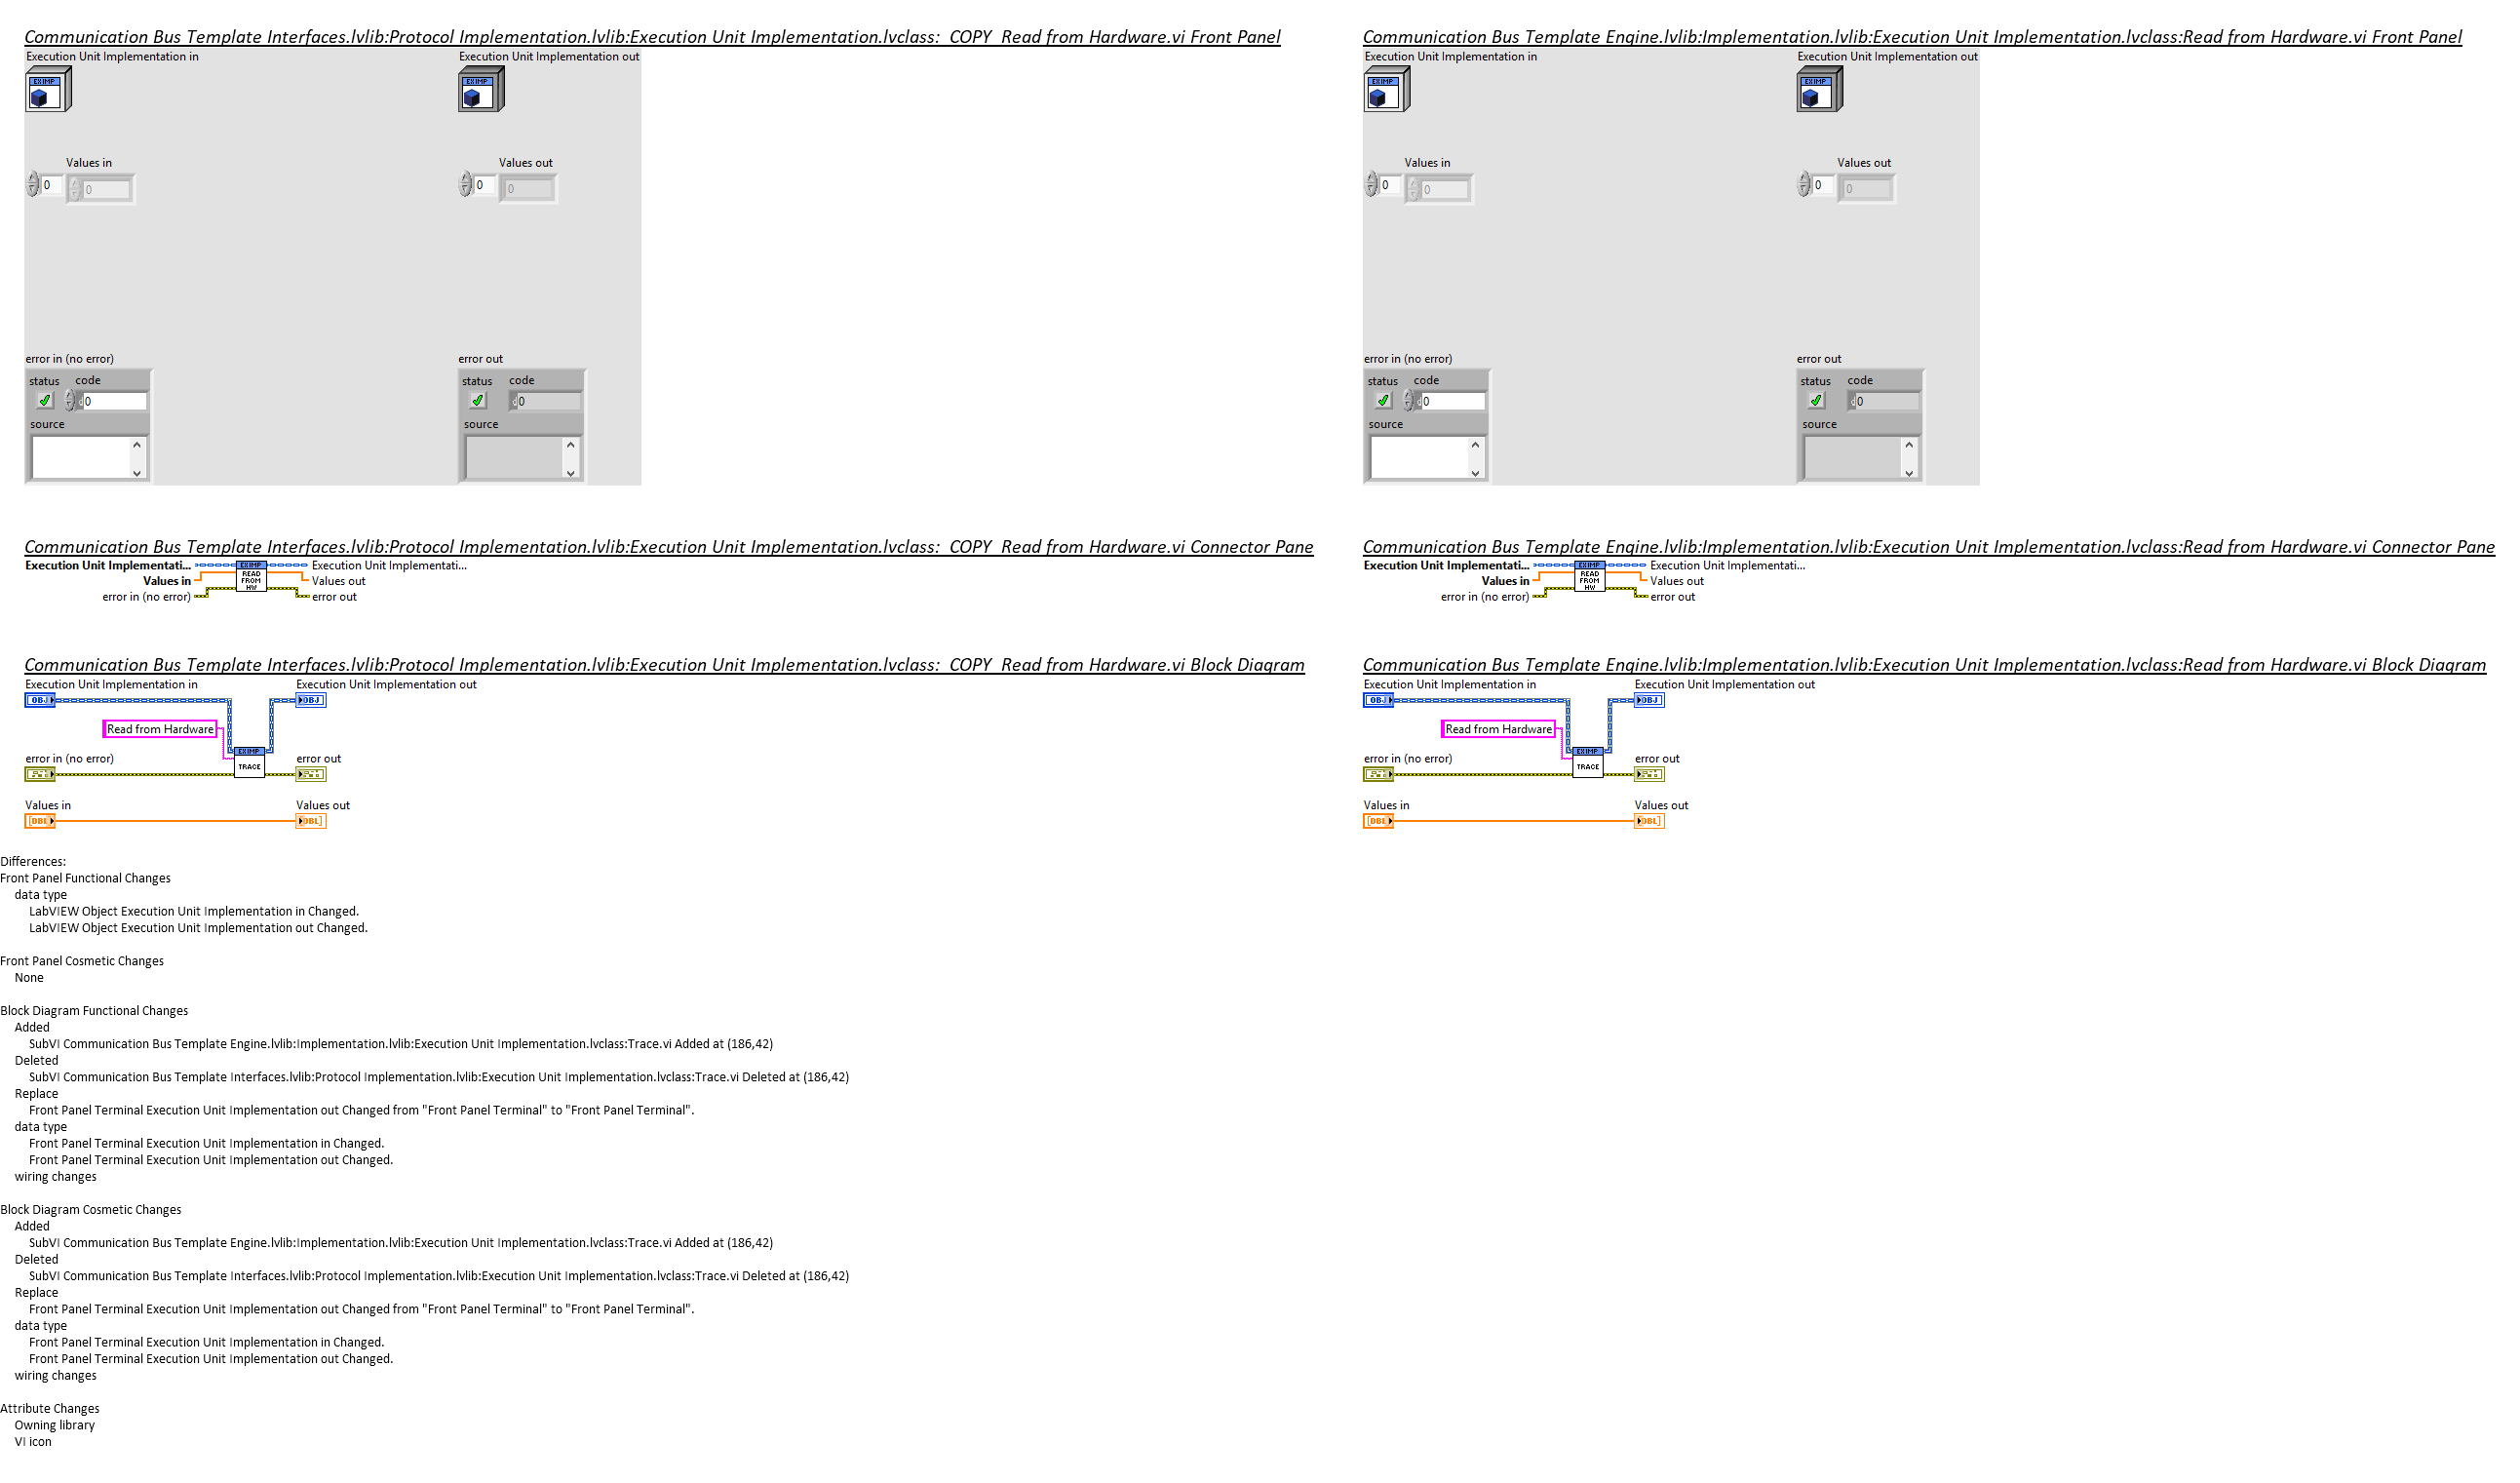 Communication Bus Template Interfaces.lvlib:Protocol Implementation.lvlib:Execution Unit Implementation.lvclass:  COPY  Read from Hardware.vi Front Panel
Execution Unit Implementation in
Execution Unit Implementation out
EXIMP
EXIMP
Values in
Values out
0
0
0
0
error in (no error)
error out
status
code
status
code
d0
d0
source
source
Communication Bus Template Engine.lvlib:Implementation.lvlib:Execution Unit Implementation.lvclass:Read from Hardware.vi Front Panel
Execution Unit Implementation in
Execution Unit Implementation out
EXIMP
EXIMP
Values in
Values out
0
0
0
0
error in (no error)
error out
status
code
status
code
d0
d0
source
source
Communication Bus Template Interfaces.lvlib:Protocol Implementation.lvlib:Execution Unit Implementation.lvclass:  COPY  Read from Hardware.vi Connector Pane
Execution Unit Implementati...
EXIMP
Execution Unit Implementati...
Values in
READ
FROM
HW
Values out
error in (no error)
error out
Communication Bus Template Engine.lvlib:Implementation.lvlib:Execution Unit Implementation.lvclass:Read from Hardware.vi Connector Pane
Execution Unit Implementati...
EXIMP
Execution Unit Implementati...
Values in
READ
FROM
HW
Values out
error in (no error)
error out
Communication Bus Template Interfaces.lvlib:Protocol Implementation.lvlib:Execution Unit Implementation.lvclass:  COPY  Read from Hardware.vi Block Diagram
Execution Unit Implementation in
Execution Unit Implementation out
OBJ
OBJ
Read from Hardware
EXIMP
TRACE
error in (no error)
error out
Values in
Values out
[DBL]
[DBL]
Communication Bus Template Engine.lvlib:Implementation.lvlib:Execution Unit Implementation.lvclass:Read from Hardware.vi Block Diagram
Execution Unit Implementation in
Execution Unit Implementation out
OBJ
OBJ
Read from Hardware
EXIMP
TRACE
error in (no error)
error out
Values in
Values out
[DBL]
[DBL]
Differences:
Front Panel Functional Changes
data type
LabVIEW Object Execution Unit Implementation in Changed.
LabVIEW Object Execution Unit Implementation out Changed.
Front Panel Cosmetic Changes
None
Block Diagram Functional Changes
Added
SubVI Communication Bus Template Engine.lvlib:Implementation.lvlib:Execution Unit Implementation.lvclass:Trace.vi Added at (186,42)
Deleted
SubVI Communication Bus Template Interfaces.lvlib:Protocol Implementation.lvlib:Execution Unit Implementation.lvclass:Trace.vi Deleted at (186,42)
Replace
Front Panel Terminal Execution Unit Implementation out Changed from "Front Panel Terminal" to "Front Panel Terminal".
data type
Front Panel Terminal Execution Unit Implementation in Changed.
Front Panel Terminal Execution Unit Implementation out Changed.
wiring changes
Block Diagram Cosmetic Changes
Added
SubVI Communication Bus Template Engine.lvlib:Implementation.lvlib:Execution Unit Implementation.lvclass:Trace.vi Added at (186,42)
Deleted
SubVI Communication Bus Template Interfaces.lvlib:Protocol Implementation.lvlib:Execution Unit Implementation.lvclass:Trace.vi Deleted at (186,42)
Replace
Front Panel Terminal Execution Unit Implementation out Changed from "Front Panel Terminal" to "Front Panel Terminal".
data type
Front Panel Terminal Execution Unit Implementation in Changed.
Front Panel Terminal Execution Unit Implementation out Changed.
wiring changes
Attribute Changes
Owning library
VI icon